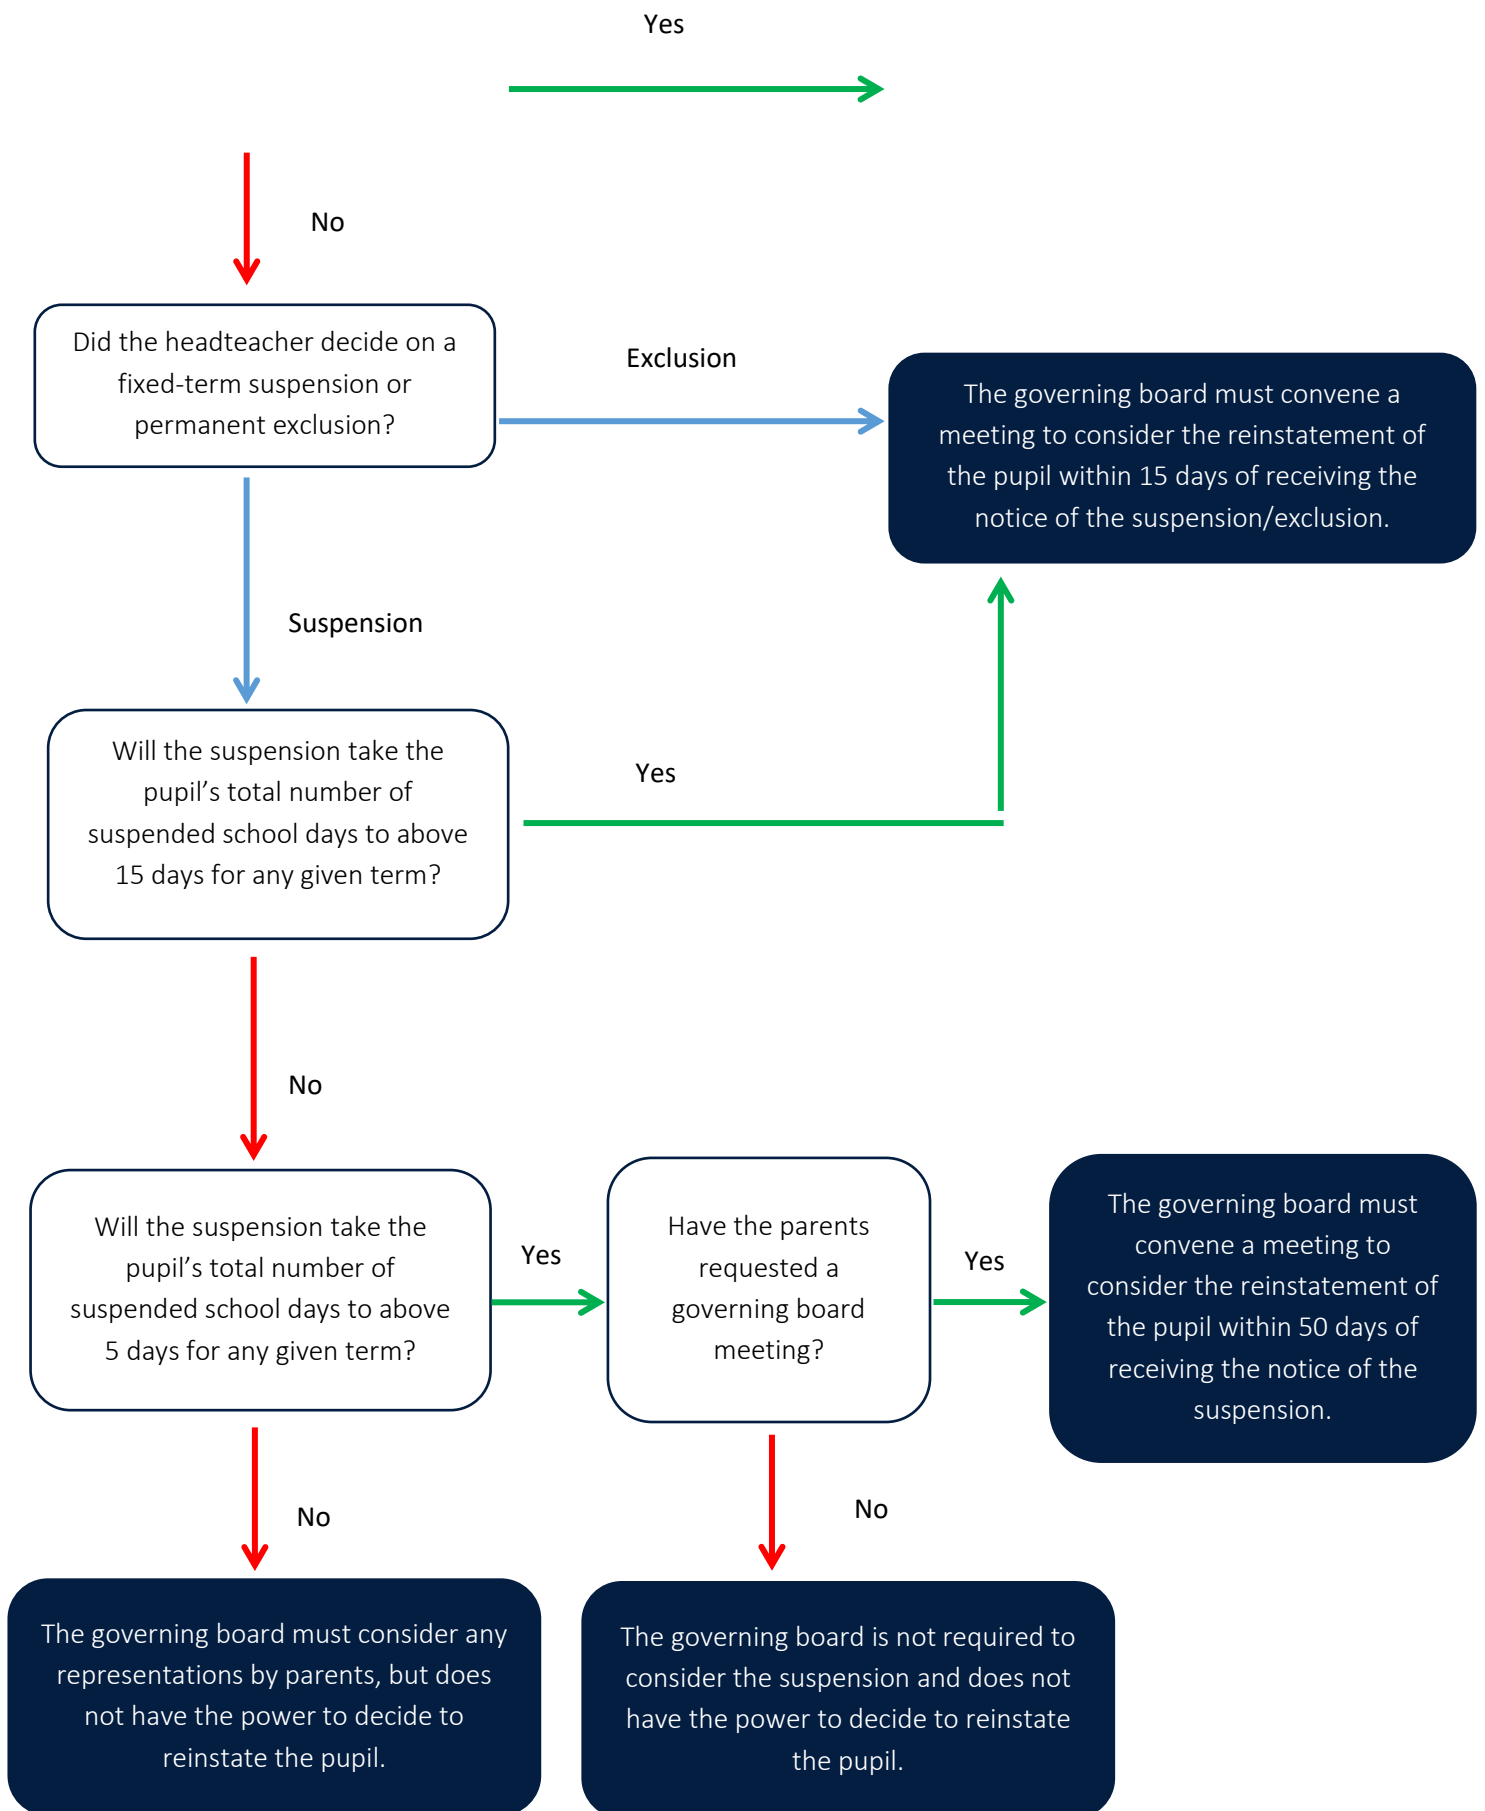 Yes
No
Did the headteacher decide on a
fixed-term suspension or
permanent exclusion?
Exclusion
The governing board must convene a
meeting to consider the reinstatement of
the pupil within 15 days of receiving the
notice of the suspension/exclusion.
Suspension
Will the suspension take the
pupil’s total number of
suspended school days to above
15 days for any given term?
Yes
No
Will the suspension take the
pupil’s total number of
suspended school days to above
5 days for any given term?
Yes
Have the parents
requested a
governing board
meeting?
Yes
The governing board must
convene a meeting to
consider the reinstatement of
the pupil within 50 days of
receiving the notice of the
suspension.
No
No
The governing board must consider any
representations by parents, but does
not have the power to decide to
reinstate the pupil.
The governing board is not required to
consider the suspension and does not
have the power to decide to reinstate
the pupil.